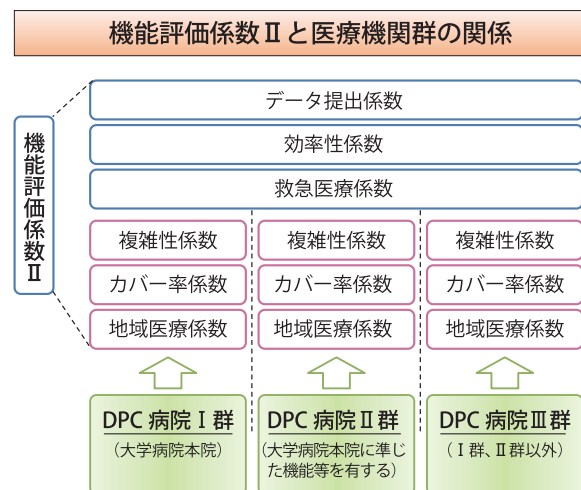 機能評価係数Ⅱと医療機関群の関係
機能評価係数Ⅱ
データ提出係数
効率性係数
救急医療係数
複雑性係数
カバー率係数
地域医療係数
複雑性係数
カバー率係数
地域医療係数
複雑性係数
カバー率係数
地域医療係数
DPC 病院Ⅰ群
（大学病院本院）
DPC 病院Ⅱ群
（大学病院本院に準じ
た機能等を有する）
DPC 病院Ⅲ群
（Ⅰ群、Ⅱ群以外）